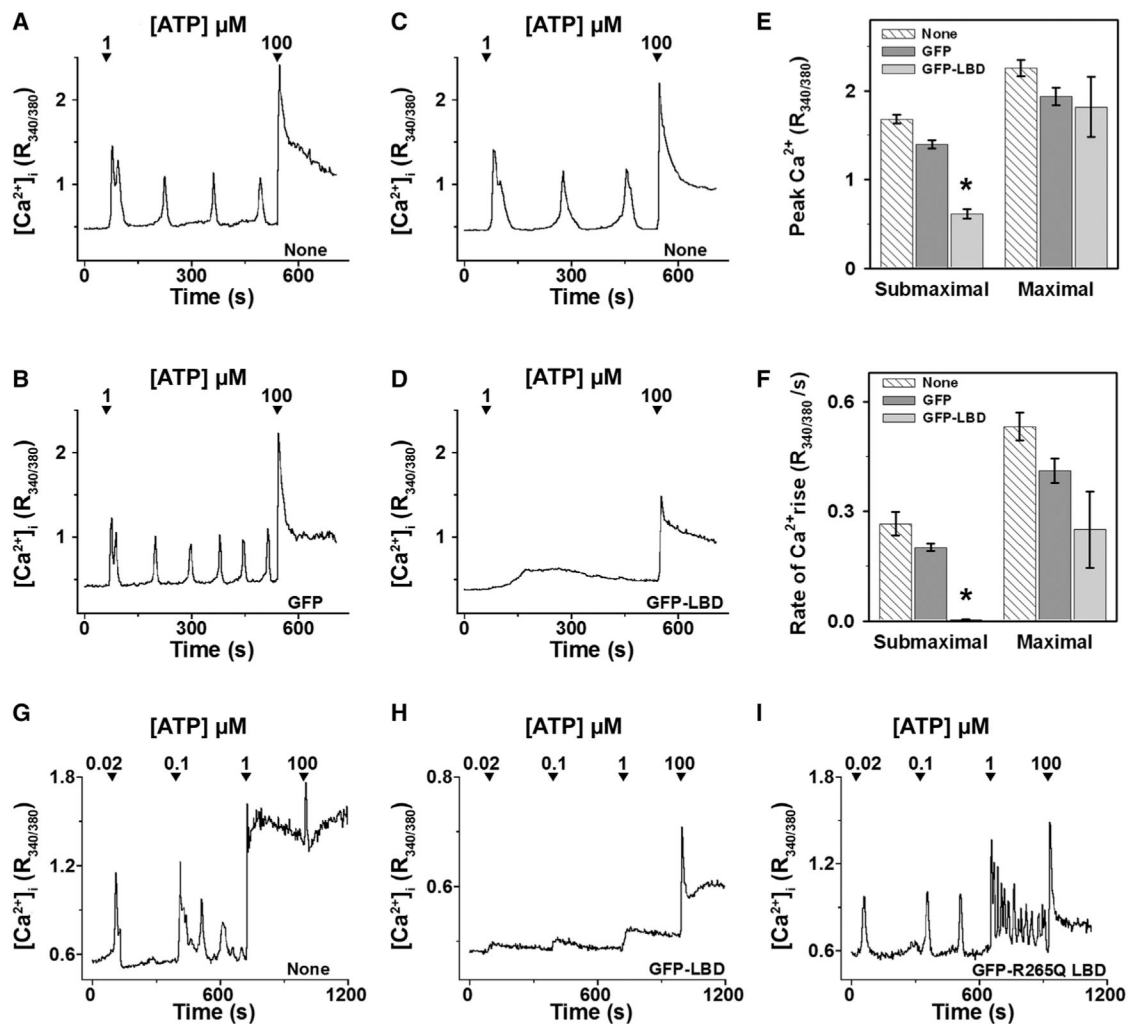 A
[ATP] µM
1
100
[Ca²⁺]ᵢ (R₃₄₀/₃₈₀)
2
1
None
0
300
600
Time (s)
C
[ATP] µM
1
100
[Ca²⁺]ᵢ (R₃₄₀/₃₈₀)
2
1
None
0
300
600
Time (s)
E
Peak Ca²⁺ (R₃₄₀/₃₈₀)
None
GFP
GFP-LBD
2
1
0
*
Submaximal
Maximal
B
[ATP] µM
1
100
[Ca²⁺]ᵢ (R₃₄₀/₃₈₀)
2
1
GFP
0
300
600
Time (s)
D
[ATP] µM
1
100
[Ca²⁺]ᵢ (R₃₄₀/₃₈₀)
2
1
GFP-LBD
0
300
600
Time (s)
F
Rate of Ca²⁺rise (R₃₄₀/₃₈₀ /s)
None
GFP
GFP-LBD
0.6
0.3
0.0
*
Submaximal
Maximal
G
[ATP] µM
0.02
0.1
1
100
[Ca²⁺]ᵢ (R₃₄₀/₃₈₀)
1.8
1.2
0.6
None
0
600
1200
Time (s)
H
[ATP] µM
0.02
0.1
1
100
[Ca²⁺]ᵢ (R₃₄₀/₃₈₀)
0.8
0.6
GFP-LBD
0
600
1200
Time (s)
I
[ATP] µM
0.02
0.1
1
100
[Ca²⁺]ᵢ (R₃₄₀/₃₈₀)
1.8
1.2
0.6
GFP-R265Q LBD
0
600
1200
Time (s)